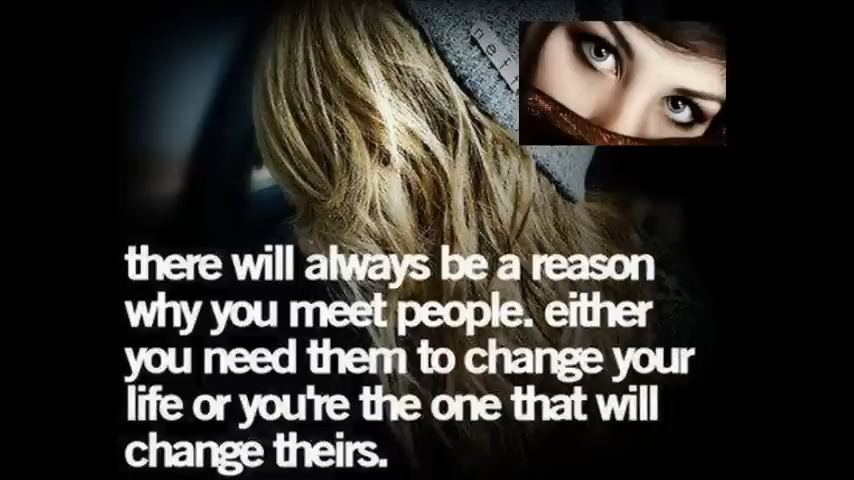 neff
there will always be a reason
why you meet people. either
you need them to change your
life or you're the one that will
change theirs.